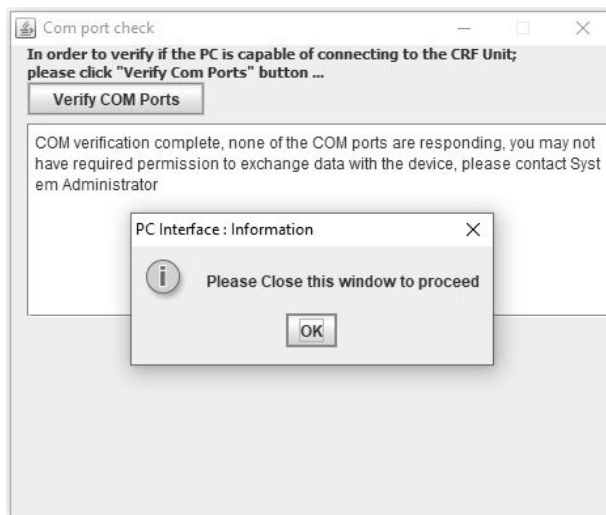 Com port check
In order to verify if the PC is capable of connecting to the CRF Unit;
please click "Verify Com Ports" button ...
Verify COM Ports
COM verification complete, none of the COM ports are responding, you may not
have required permission to exchange data with the device, please contact Syst
em Administrator
PC Interface : Information
Please Close this window to proceed
OK